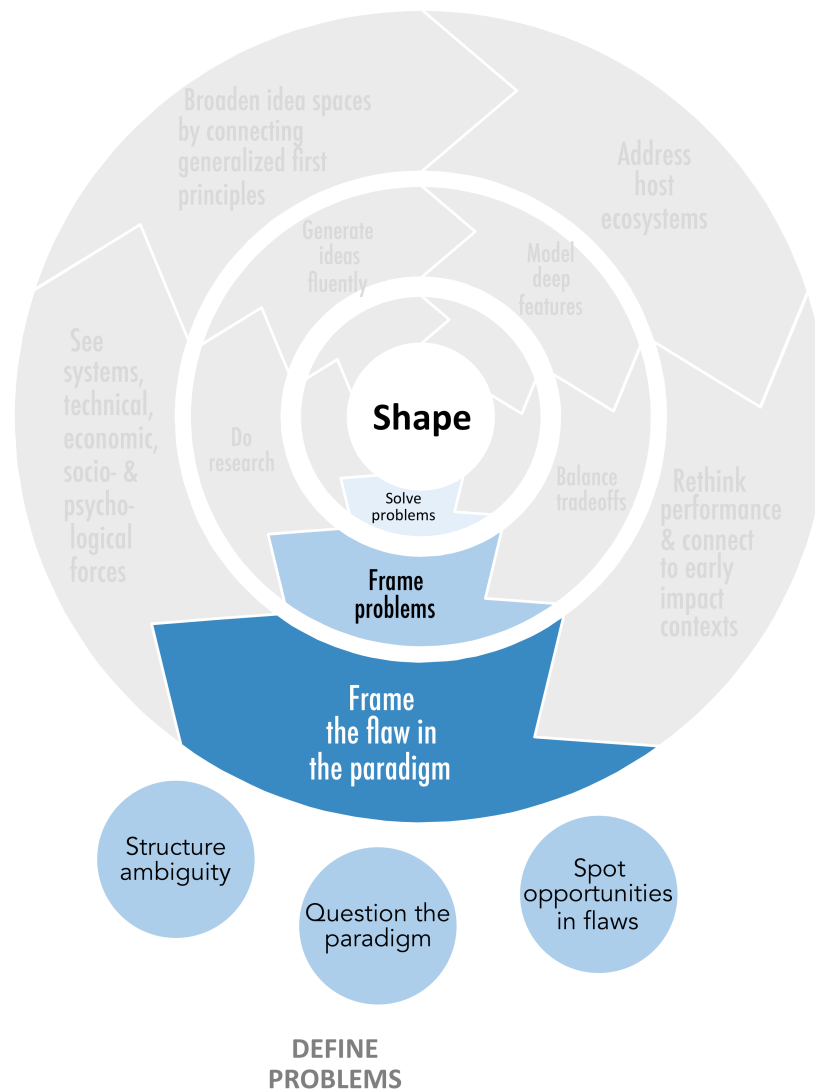 Broaden idea spaces
by connecting
generalized first
principles
Address
host
ecosystems
Generate
ideas
fluently
Model
deep
features
See
systems,
technical,
economic,
socio- &
psycho-
logical
forces
Do
research
Shape
Balance
tradeoffs
Rethink
performance
& connect
to early
impact
contexts
Solve
problems
Frame
problems
Frame
the flaw in
the paradigm
Structure
ambiguity
Question the
paradigm
Spot
opportunities
in flaws
DEFINE
PROBLEMS